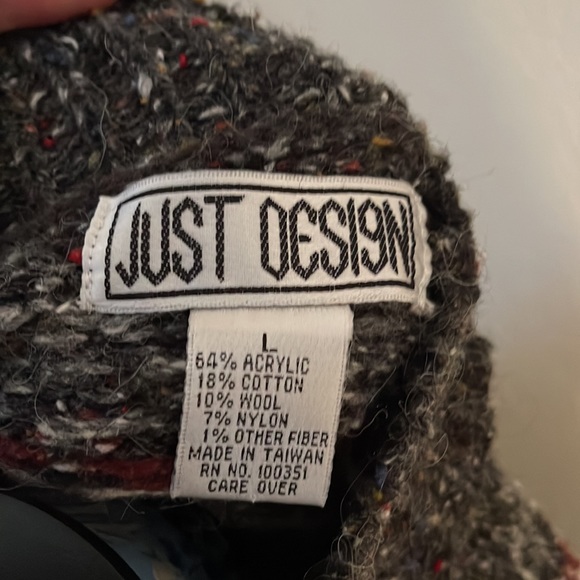 JUST DESIGN
L
64% ACRYLIC
18% COTTON
10% WOOL
7% NYLON
1% OTHER FIBER
MADE IN TAIWAN
RN NO. 100351
CARE OVER